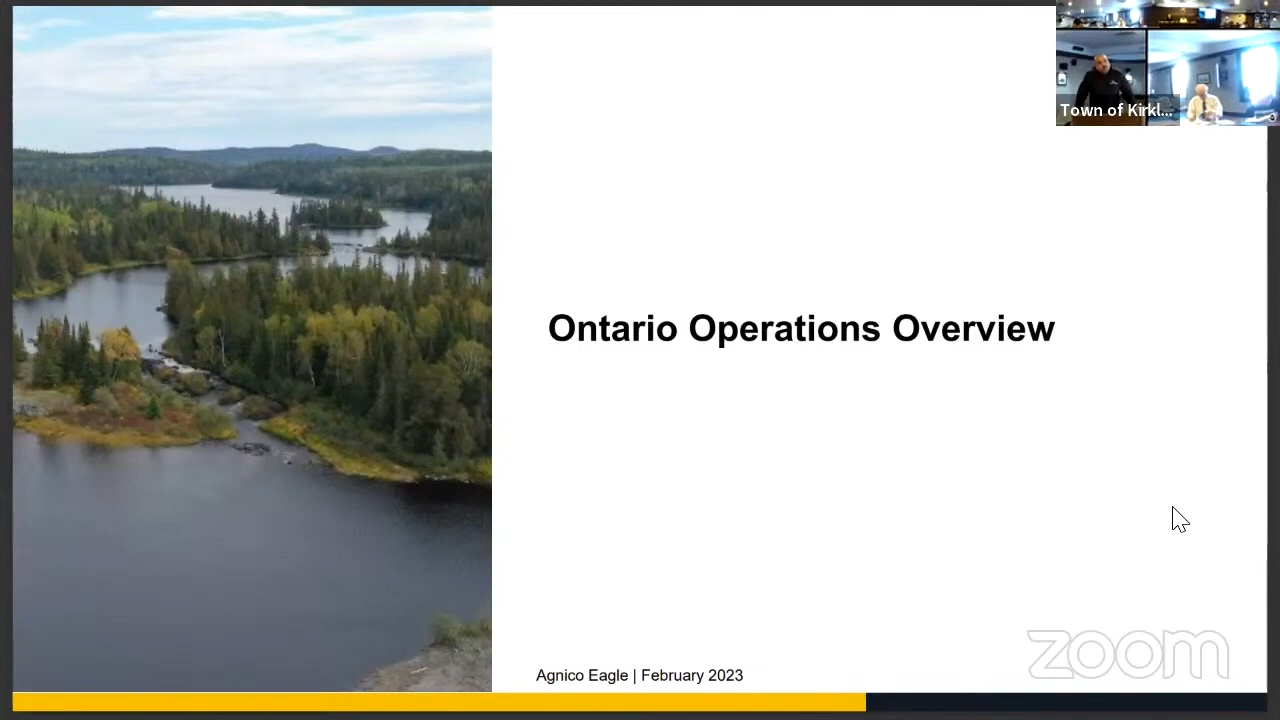 Town of Kirkl...
Ontario Operations Overview
zoom
Agnico Eagle | February 2023